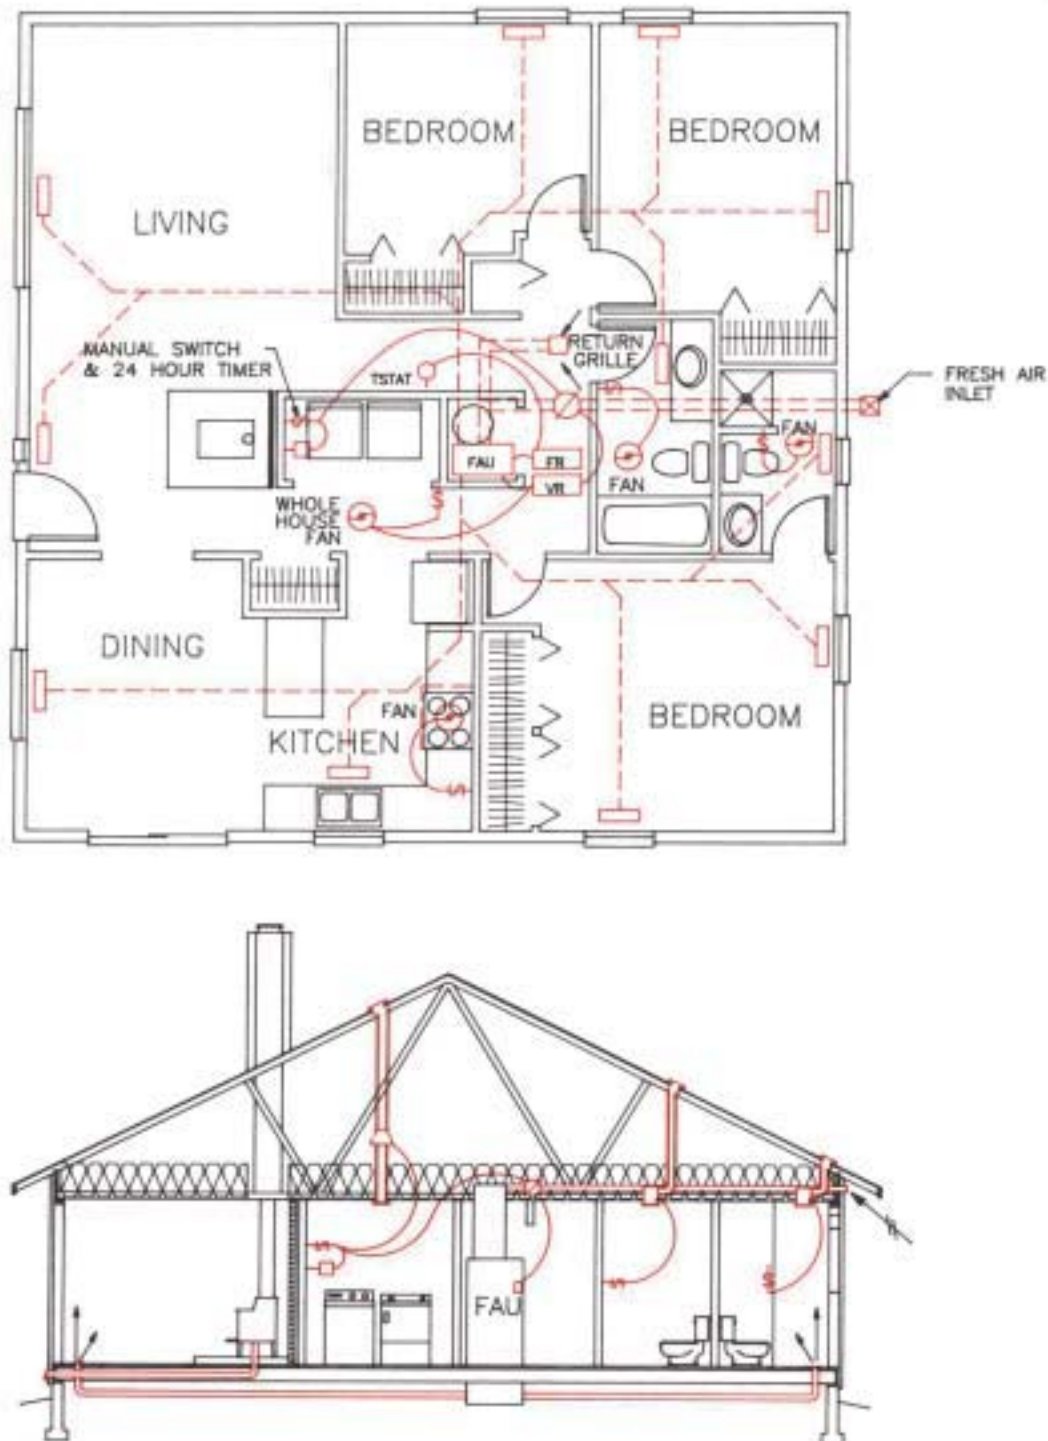 BEDROOM
BEDROOM
LIVING
MANUAL SWITCH
& 24 HOUR TIMER
TSTAT
RETURN
GRILLE
FRESH AIR
INLET
FAN
FAU
FR
VR
FAN
WHOLE
HOUSE
FAN
DINING
FAN
KITCHEN
BEDROOM
FAU